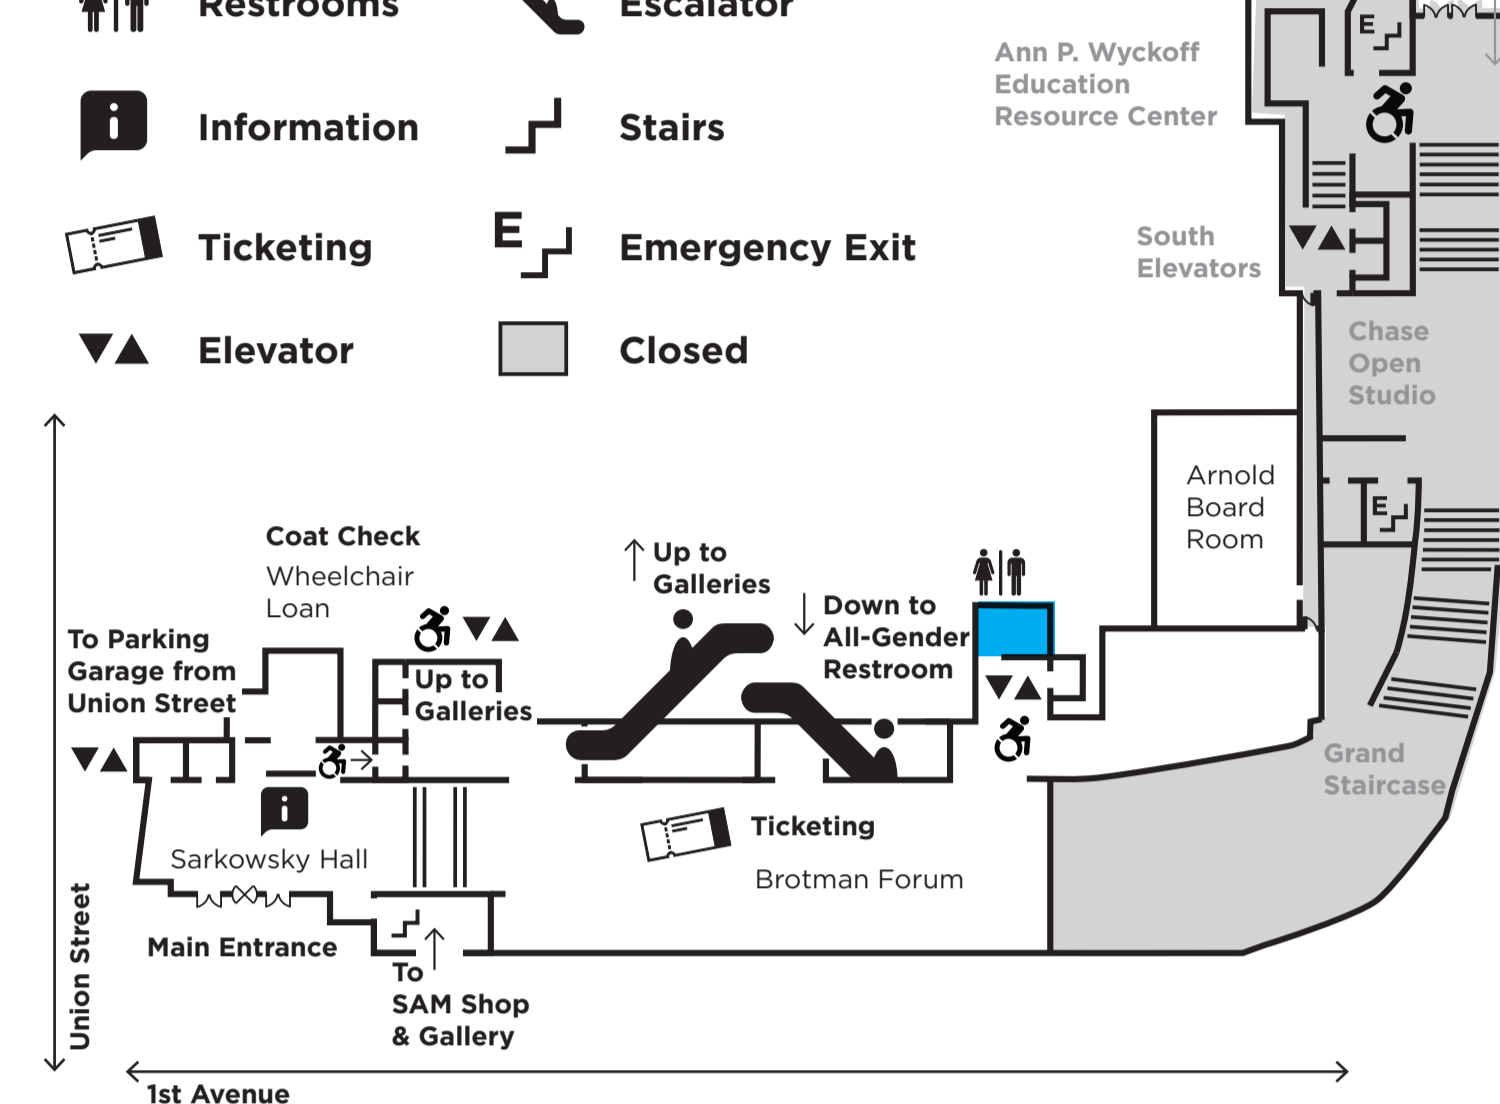 Restrooms
Escalator
Information
Stairs
Ticketing
E
Emergency Exit
Elevator
Closed
Ann P. Wyckoff
Education
Resource Center
E
South
Elevators
Chase
Open
Studio
Arnold
Board
Room
E
Coat Check
Wheelchair
Loan
Up to
Galleries
Down to
All-Gender
Restroom
To Parking
Garage from
Union Street
Up to
Galleries
Grand
Staircase
Ticketing
Sarkowsky Hall
Brotman Forum
Main Entrance
To
SAM Shop
& Gallery
Union Street
1st Avenue